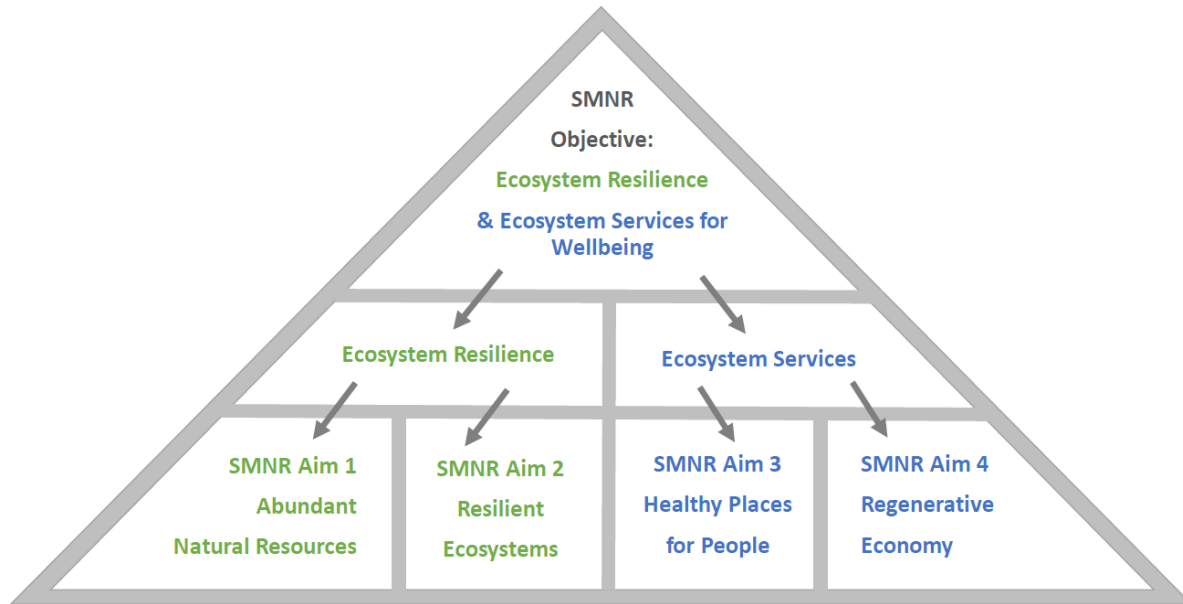 SMNR
Objective:
Ecosystem Resilience
& Ecosystem Services for
Wellbeing
Ecosystem Resilience
Ecosystem Services
SMNR Aim 1
Abundant
Natural Resources
SMNR Aim 2
Resilient
Ecosystems
SMNR Aim 3
Healthy Places
for People
SMNR Aim 4
Regenerative
Economy